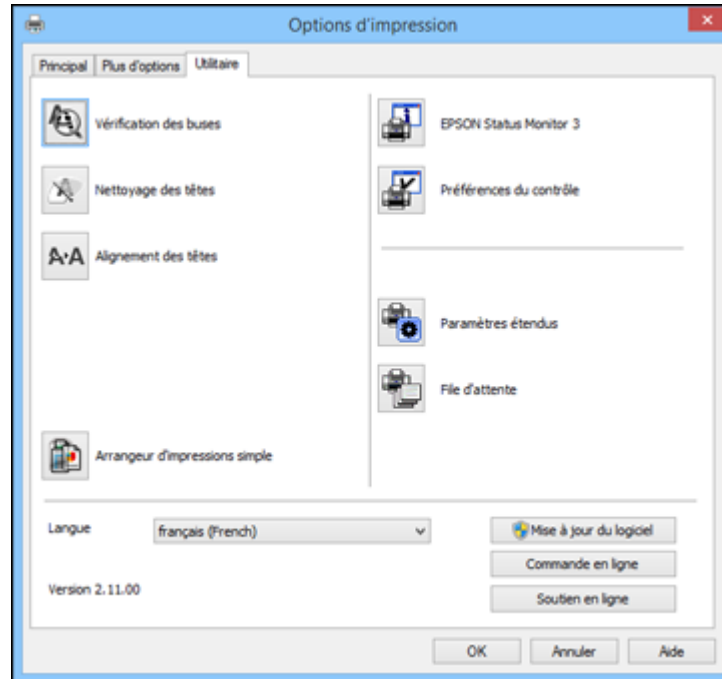 Options d'impression
Principal
Plus d'options
Utilitaire
Vérification des buses
Nettoyage des têtes
A·A Alignement des têtes
Arrangeur d'impressions simple
EPSON Status Monitor 3
Préférences du contrôle
Paramètres étendus
File d'attente
Langue
français (French)
Version 2.11.00
Mise à jour du logiciel
Commande en ligne
Soutien en ligne
OK
Annuler
Aide